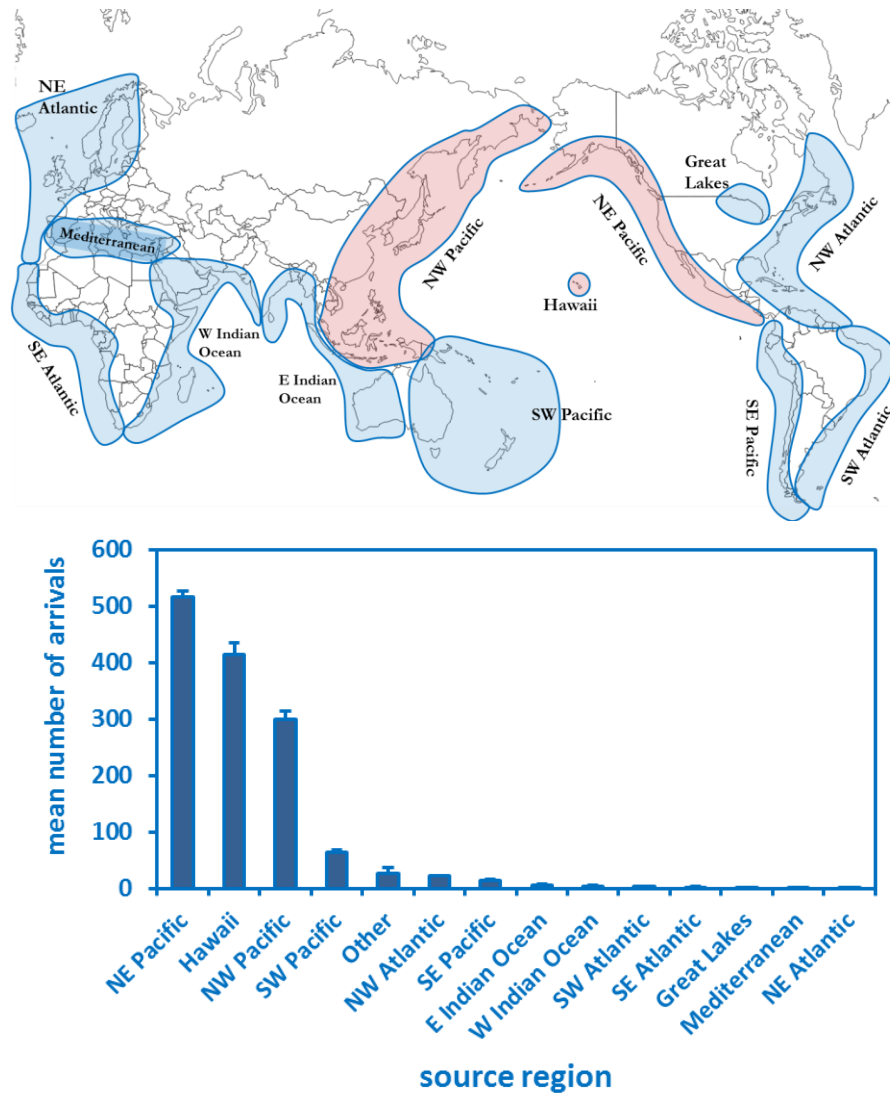 NE
Atlantic
Mediterranean
SE Atlantic
W Indian
Ocean
E Indian
Ocean
NW Pacific
SW Pacific
Hawaii
NE Pacific
Great
Lakes
NW Atlantic
SE Pacific
SW Atlantic
mean number of arrivals
600
500
400
300
200
100
0
NE Pacific
Hawaii
NW Pacific
SW Pacific
Other
NW Atlantic
SE Pacific
E Indian Ocean
W Indian Ocean
SW Atlantic
SE Atlantic
Great Lakes
Mediterranean
NE Atlantic
source region